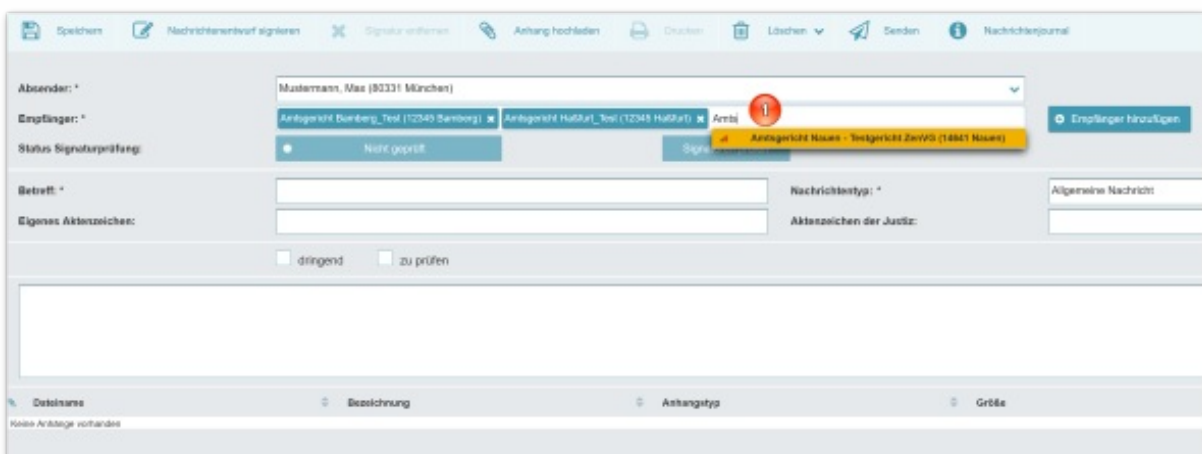 Speichern Nachrichtenentwurf signieren Signatur entfernen Anhang hochladen Drucken Löschen Senden Nachrichtenjournal
Absender: * Mustermann, Max (80331 München)
Empfänger: * Amtsgericht Bamberg_Test (12345 Bamberg) Amtsgericht Haßfurt_Test (12345 Haßfurt) Amts 1 Empfänger hinzufügen
Amtsgericht Nauen - Testgericht ZenVG (14641 Nauen)
Status Signaturprüfung: Nicht geprüft
Betreff: * Nachrichtentyp: * Allgemeine Nachricht
Eigenes Aktenzeichen: Aktenzeichen der Justiz:
dringend zu prüfen
Dateiname Bezeichnung Anhangstyp Größe
Keine Anhänge vorhanden